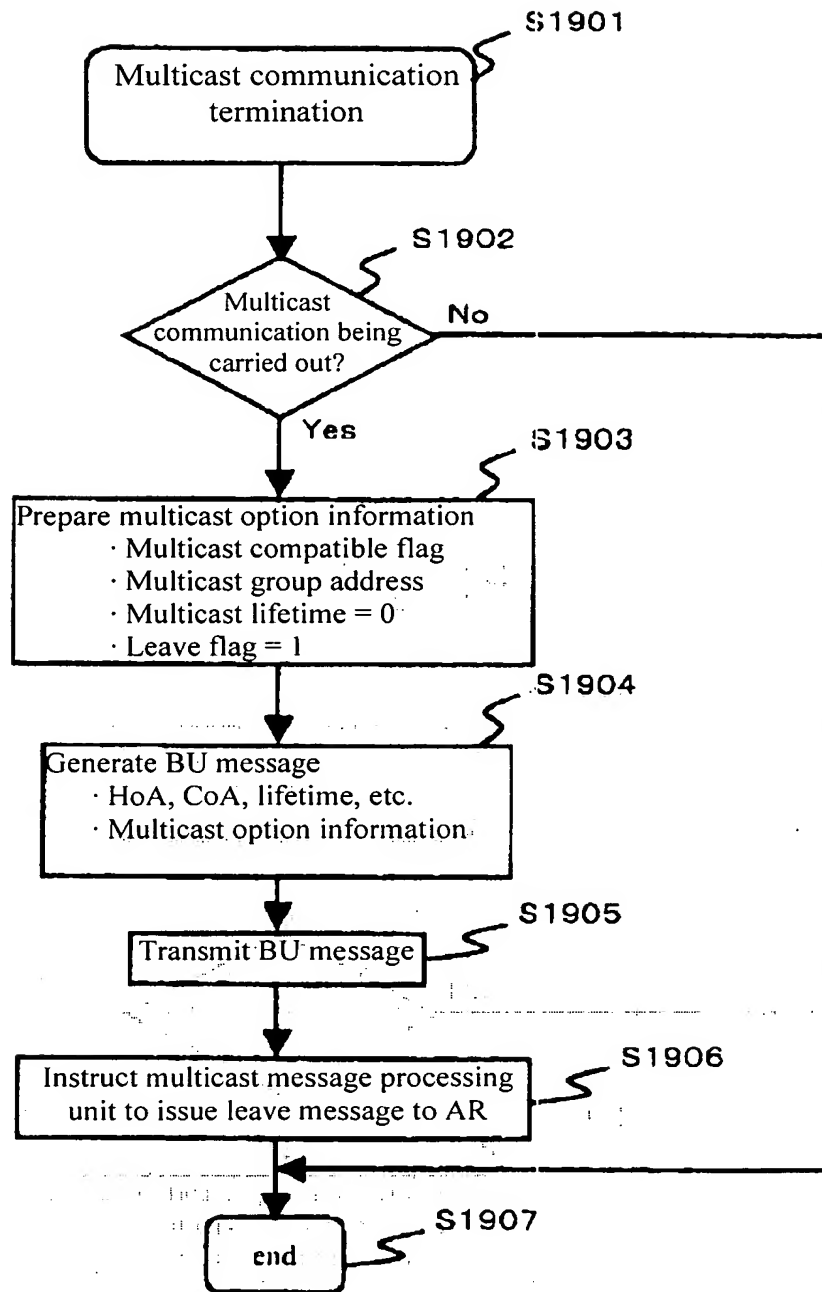 S1901
Multicast communication
termination
S1902
Multicast
communication being
carried out?
No
Yes
S1903
Prepare multicast option information
· Multicast compatible flag
· Multicast group address
· Multicast lifetime = 0
· Leave flag = 1
S1904
Generate BU message
· HoA, CoA, lifetime, etc.
· Multicast option information
S1905
Transmit BU message
S1906
Instruct multicast message processing
unit to issue leave message to AR
S1907
end